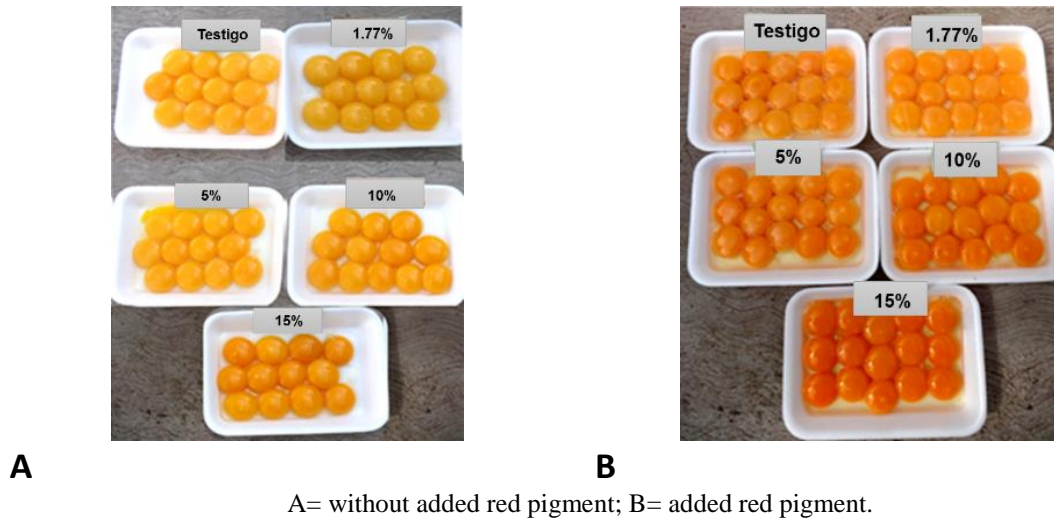 Testigo 1.77%
5% 10%
15%
Testigo 1.77%
5% 10%
15%
A B
A= without added red pigment; B= added red pigment.